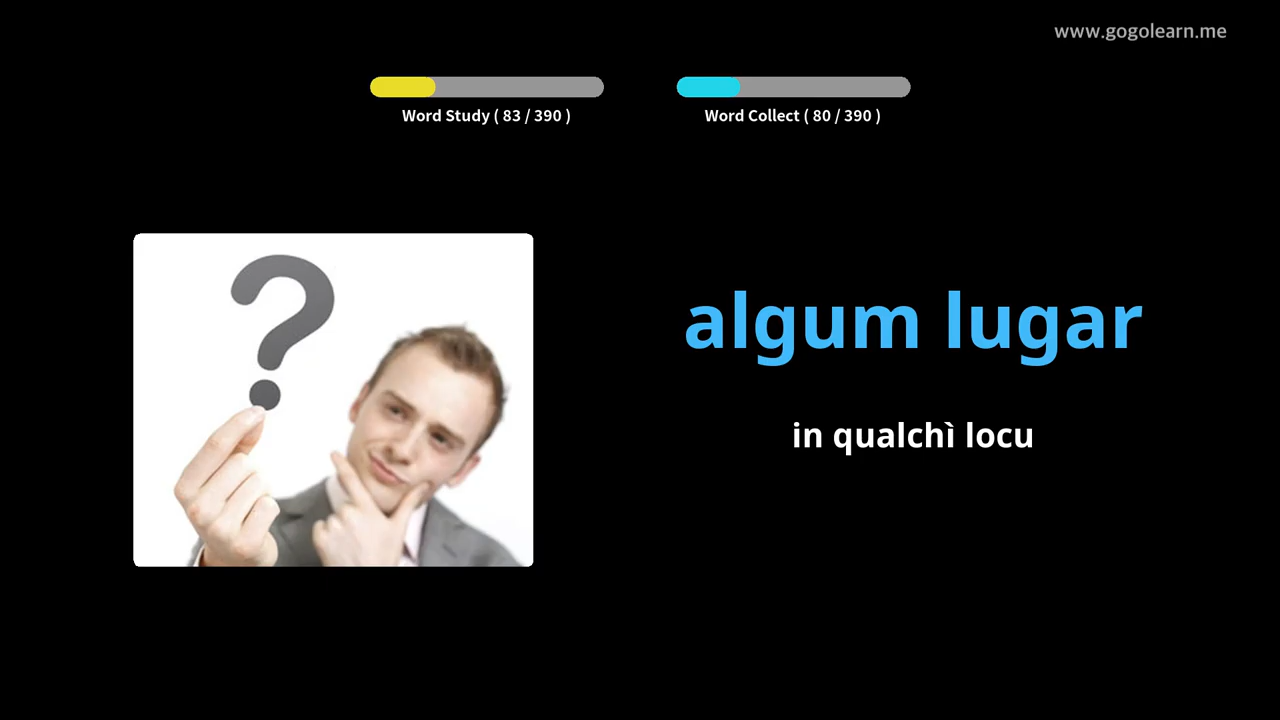 www.gogolearn.me
Word Study ( 83 / 390 )
Word Collect ( 80 / 390 )
algum lugar
in qualchì locu